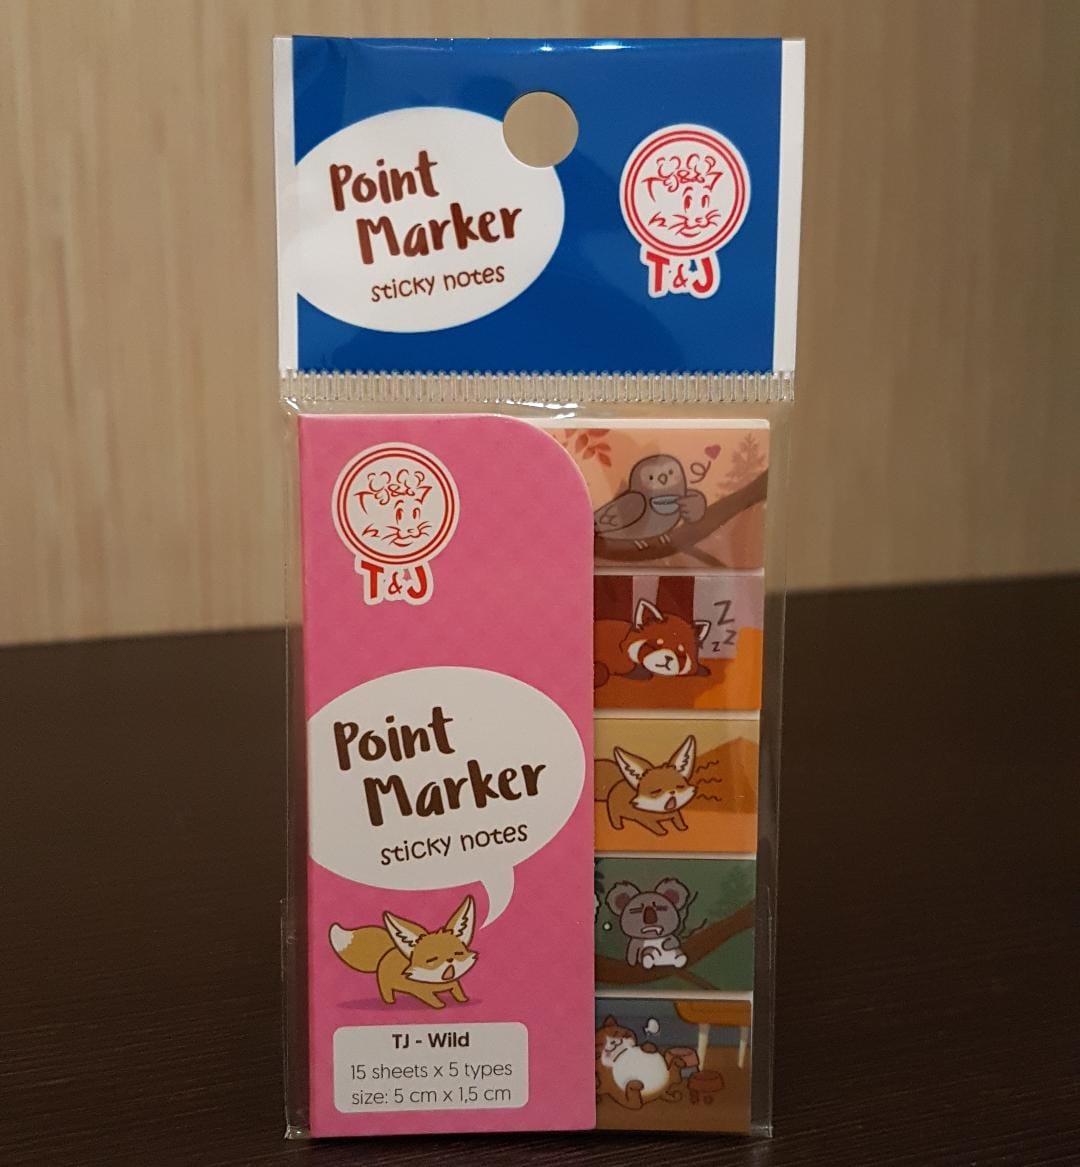 Point
Marker
sticky notes
T&J
T&J
Point
Marker
sticky notes
z
z
z
TJ - Wild
15 sheets x 5 types
size: 5 cm x 1,5 cm